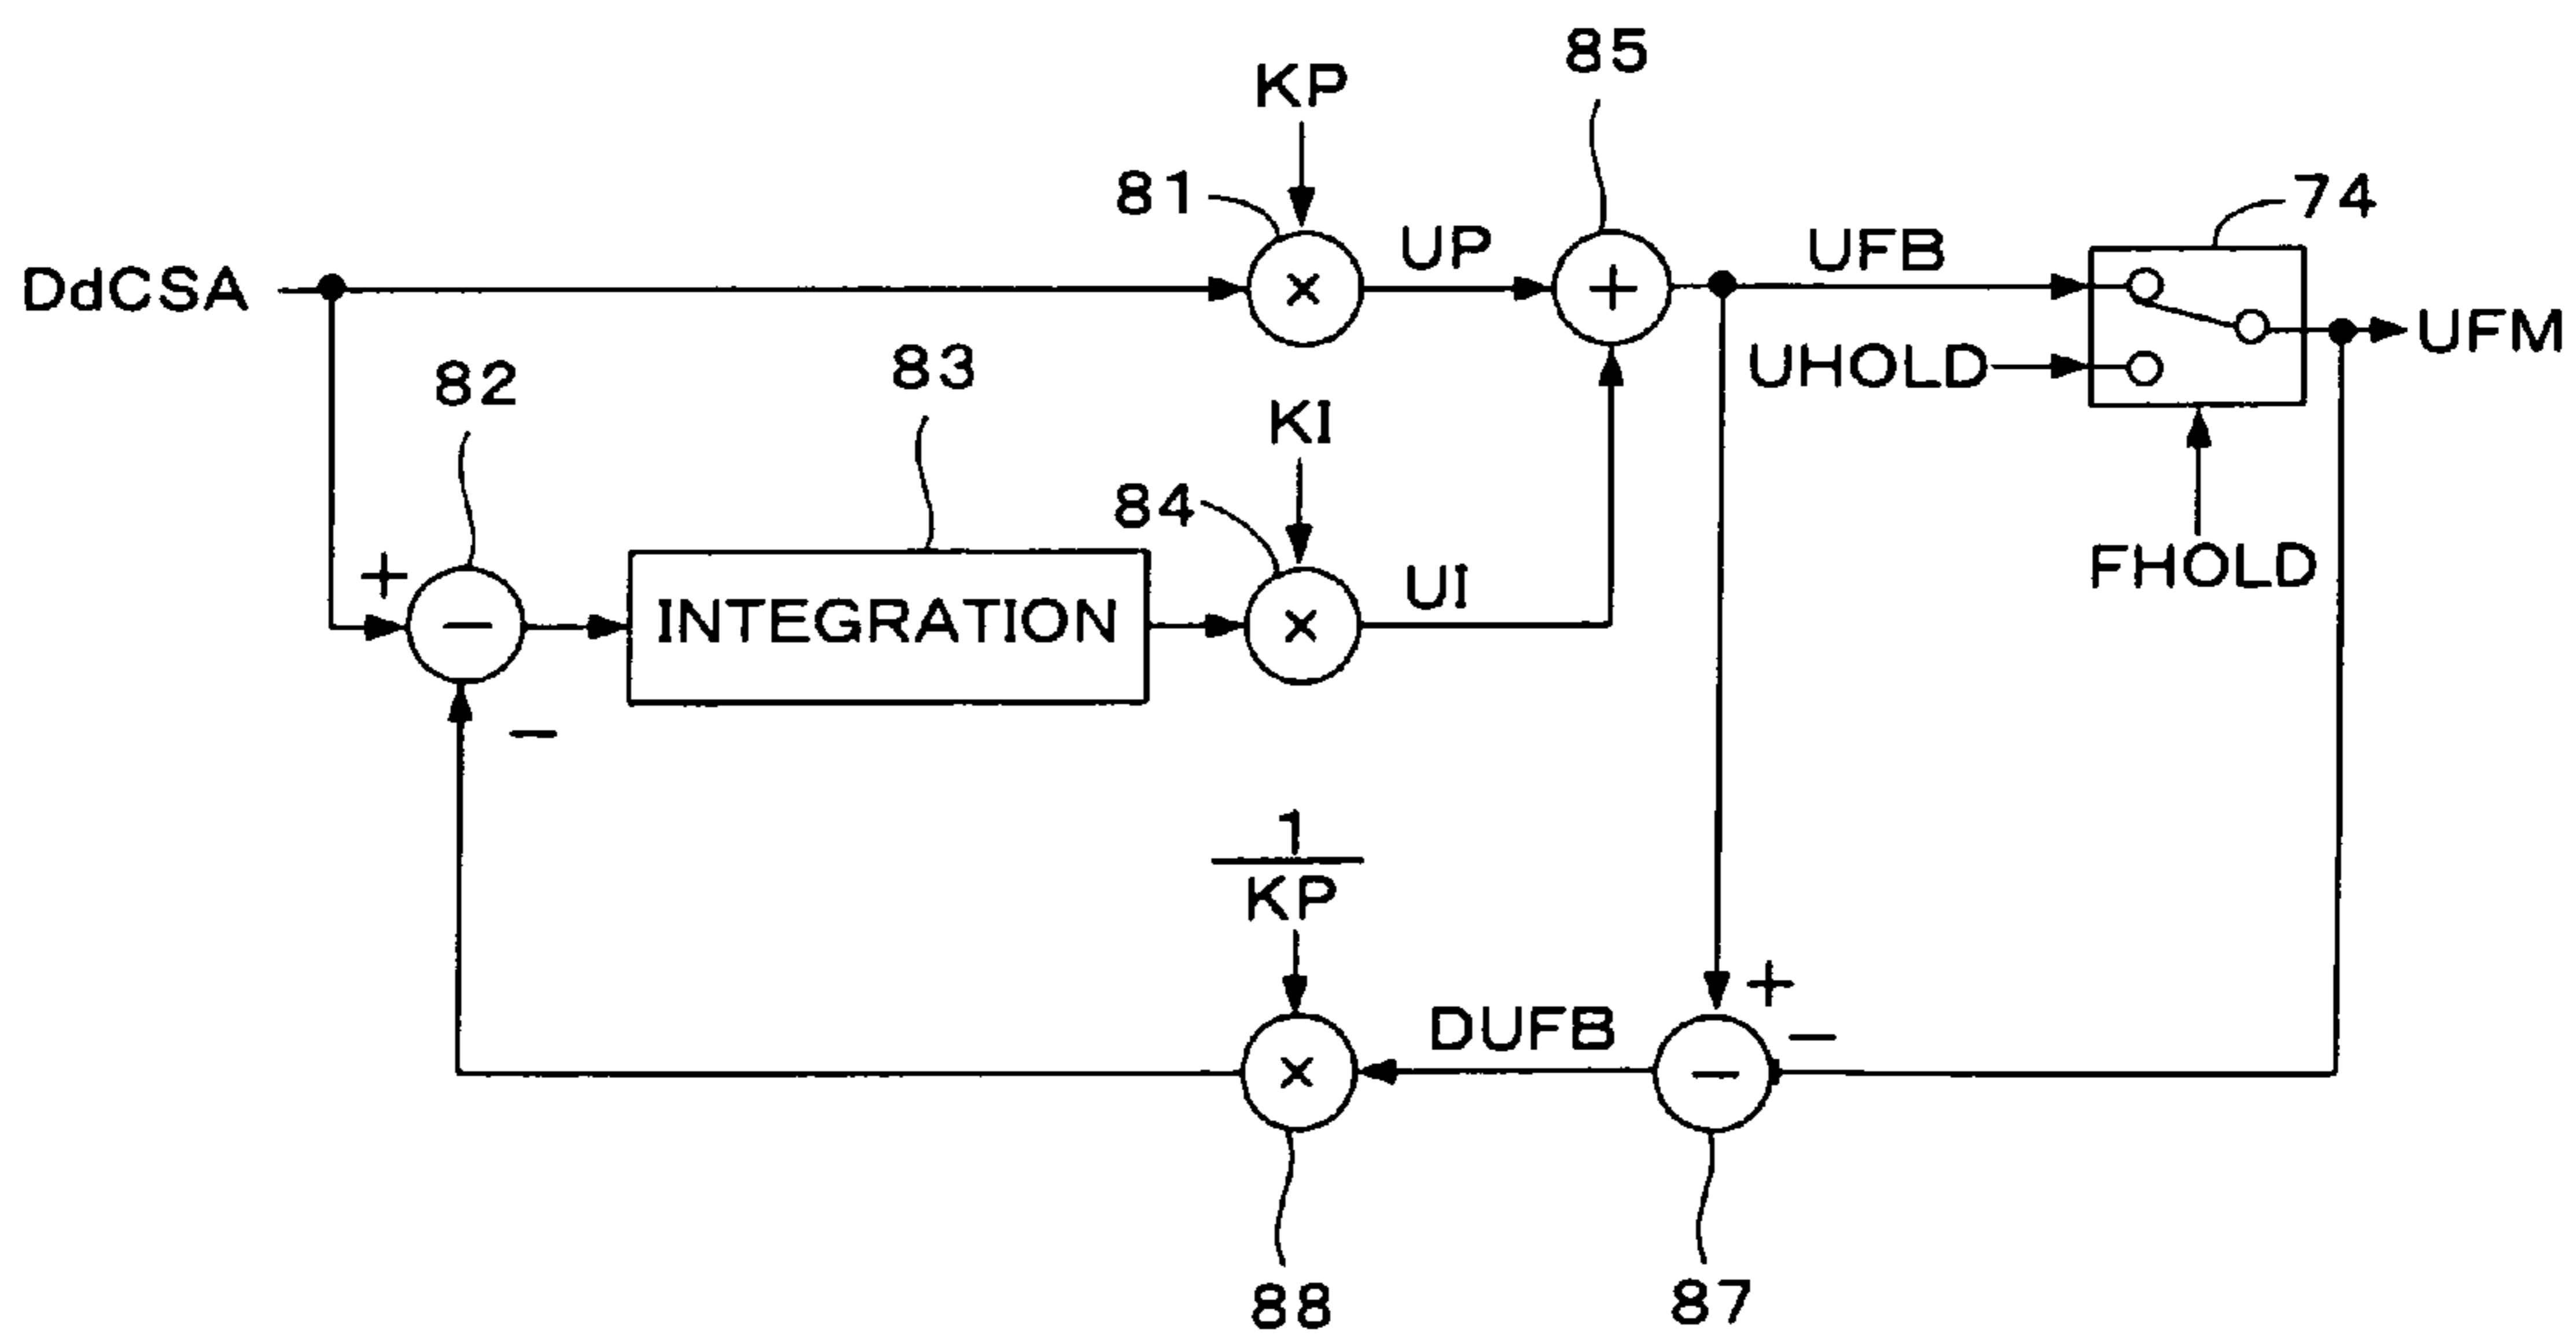 85
KP
81
74
UP
UFB
DdCSA
×
+
UFM
UHOLD
83
82
KI
84
FHOLD
+
UI
−
INTEGRATION
×
−
1
KP
+
DUFB
−
×
−
88
87